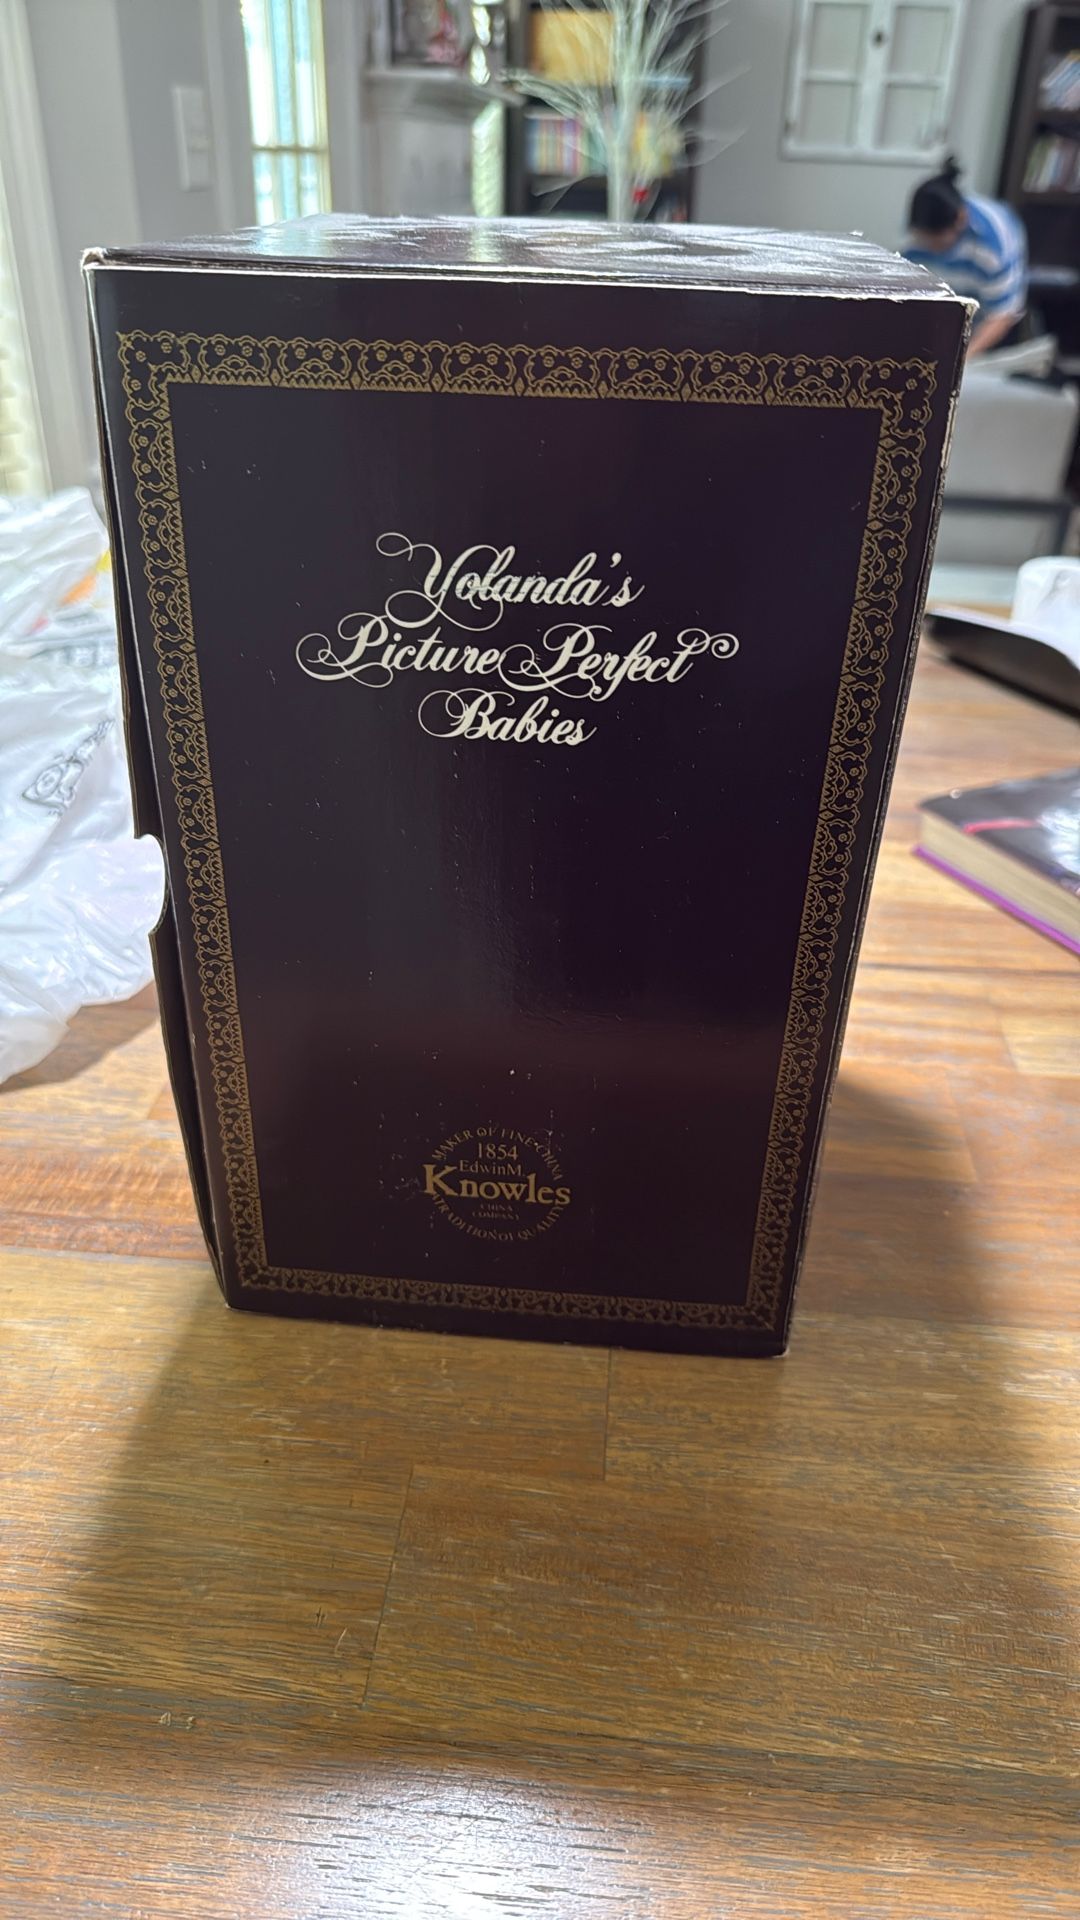 Yolanda's
Picture Perfect
Babies
MAKER OF FINE CHINA
1854
Edwin M.
Knowles
CHINA
COMPANY
TRADITION OF QUALITY